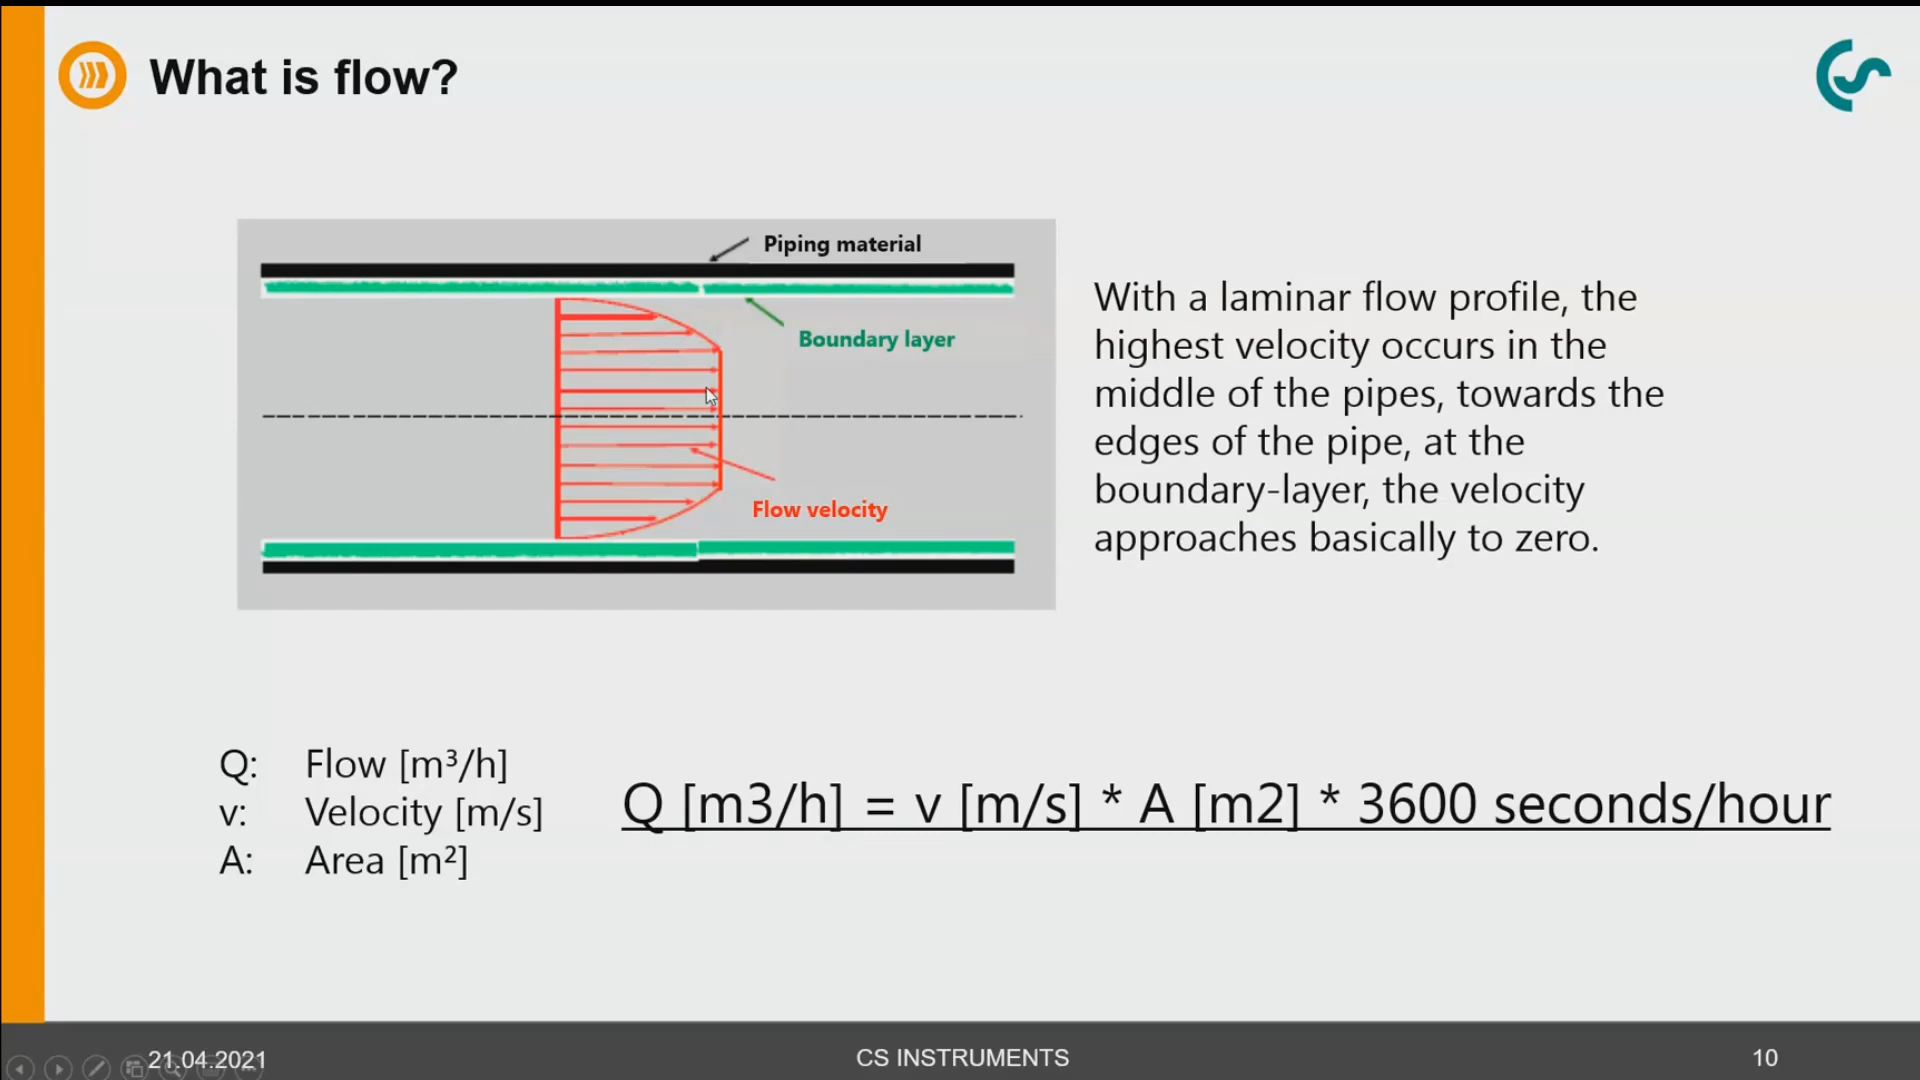 What is flow?
Piping material
Boundary layer
Flow velocity
With a laminar flow profile, the
highest velocity occurs in the
middle of the pipes, towards the
edges of the pipe, at the
boundary-layer, the velocity
approaches basically to zero.
Q: Flow [m³/h]
v: Velocity [m/s]
A: Area [m²]
Q [m3/h] = v [m/s] * A [m2] * 3600 seconds/hour
21.04.2021
CS INSTRUMENTS
10